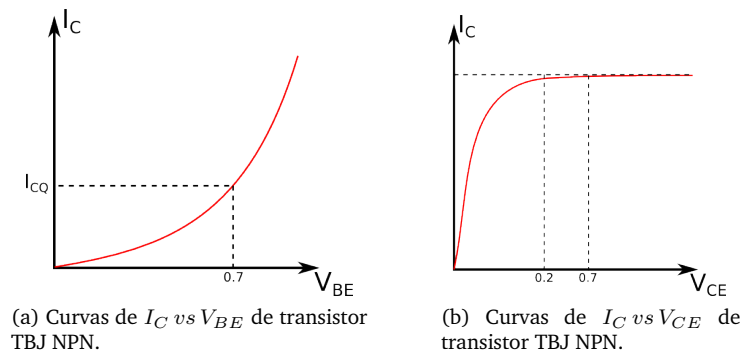 I_C
I_CQ
0.7
V_BE
(a) Curvas de I_C vs V_BE de transistor
TBJ NPN.
I_C
0.2
0.7
V_CE
(b) Curvas de I_C vs V_CE de
transistor TBJ NPN.